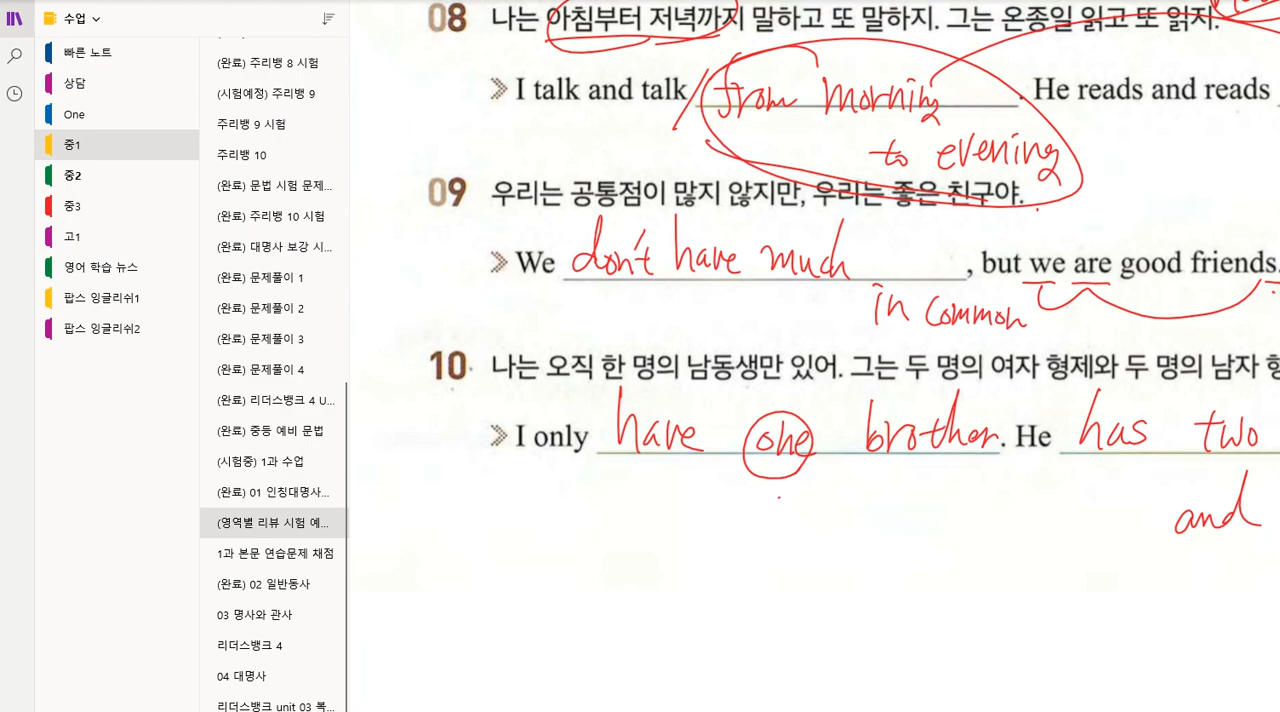 수업
빠른 노트
상담
One
중1
중2
중3
고1
영어 학습 뉴스
팝스 잉글리쉬1
팝스 잉글리쉬2
(완료) 주리뱅 8 시험
(시험예정) 주리뱅 9
주리뱅 9 시험
주리뱅 10
(완료) 문법 시험 문제...
(완료) 주리뱅 10 시험
(완료) 대명사 보강 시...
(완료) 문제풀이 1
(완료) 문제풀이 2
(완료) 문제풀이 3
(완료) 문제풀이 4
(완료) 리더스뱅크 4 U...
(완료) 중등 예비 문법
(시험중) 1과 수업
(완료) 01 인칭대명사...
(영역별 리뷰 시험 예...
1과 본문 연습문제 채점
(완료) 02 일반동사
03 명사와 관사
리더스뱅크 4
04 대명사
리더스뱅크 unit 03 복...
08 나는 아침부터 저녁까지 말하고 또 말하지. 그는 온종일 읽고 또 읽지.
I talk and talk from morning . He reads and reads
to evening
09 우리는 공통점이 많지 않지만, 우리는 좋은 친구야.
We don't have much , but we are good friends.
in common
10 나는 오직 한 명의 남동생만 있어. 그는 두 명의 여자 형제와 두 명의 남자
I only have one brother. He has two
and